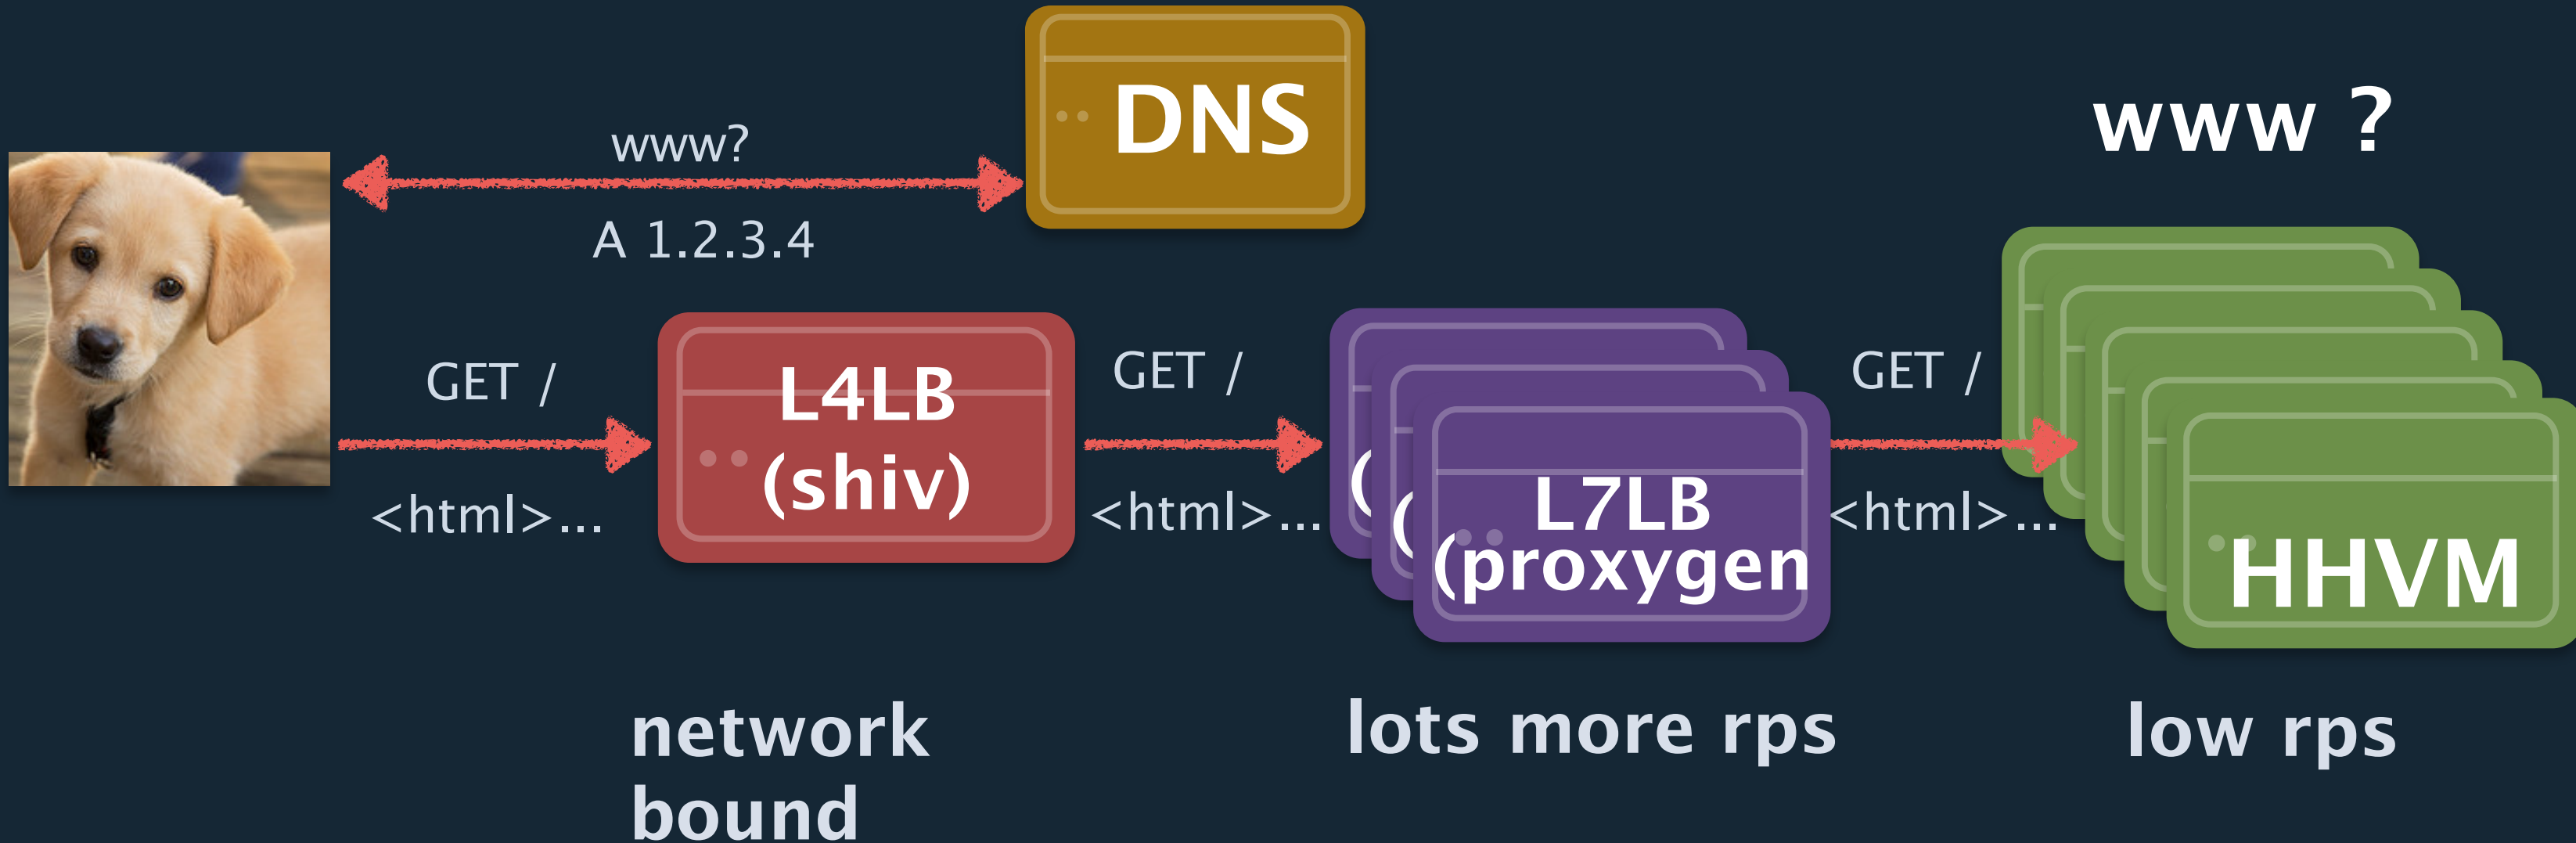 DNS
www ?
www?
A 1.2.3.4
GET /
<html>...
L4LB
(shiv)
GET /
<html>...
(
(
L7LB
(proxygen
GET /
<html>...
HHVM
network
bound
lots more rps
low rps